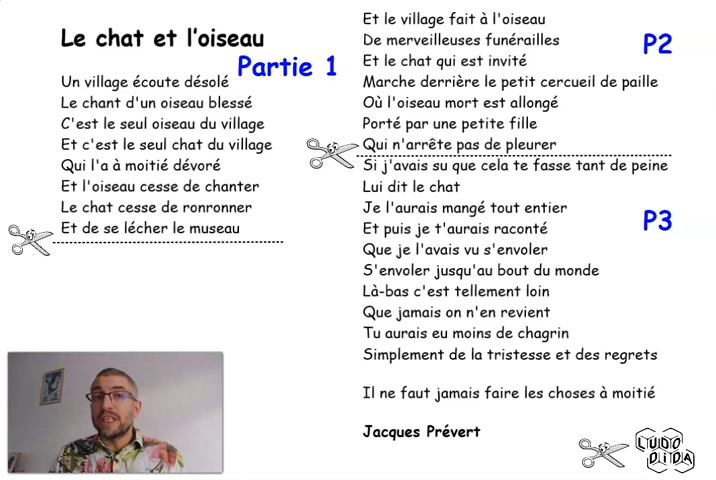 Le chat et l'oiseau
Partie 1
Un village écoute désolé
Le chant d'un oiseau blessé
C'est le seul oiseau du village
Et c'est le seul chat du village
Qui l'a à moitié dévoré
Et l'oiseau cesse de chanter
Le chat cesse de ronronner
Et de se lécher le museau
Et le village fait à l'oiseau
De merveilleuses funérailles
P2
Et le chat qui est invité
Marche derrière le petit cercueil de paille
Où l'oiseau mort est allongé
Porté par une petite fille
Qui n'arrête pas de pleurer
Si j'avais su que cela te fasse tant de peine
Lui dit le chat
Je l'aurais mangé tout entier
P3
Et puis je t'aurais raconté
Que je l'avais vu s'envoler
S'envoler jusqu'au bout du monde
Là-bas c'est tellement loin
Que jamais on n'en revient
Tu aurais eu moins de chagrin
Simplement de la tristesse et des regrets
Il ne faut jamais faire les choses à moitié
Jacques Prévert
LUDO
DiDA